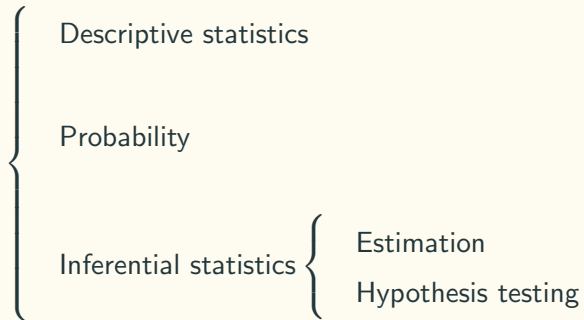 Descriptive statistics
Probability
Inferential statistics
Estimation
Hypothesis testing